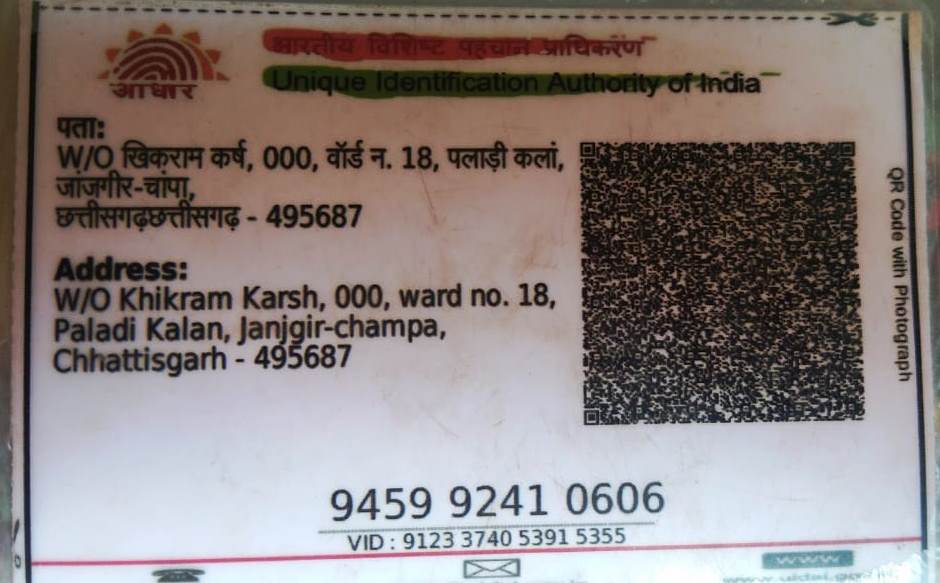 भारतीय विशिष्ट पहचान प्राधिकरण
Unique Identification Authority of India
आधार
पता:
W/O खिकराम कर्ष, 000, वॉर्ड न. 18, पलाड़ी कलां,
जांजगीर-चांपा,
छत्तीसगढ़छत्तीसगढ़ - 495687
Address:
W/O Khikram Karsh, 000, ward no. 18,
Paladi Kalan, Janjgir-champa,
Chhattisgarh - 495687
QR Code with Photograph
9459 9241 0606
VID : 9123 3740 5391 5355